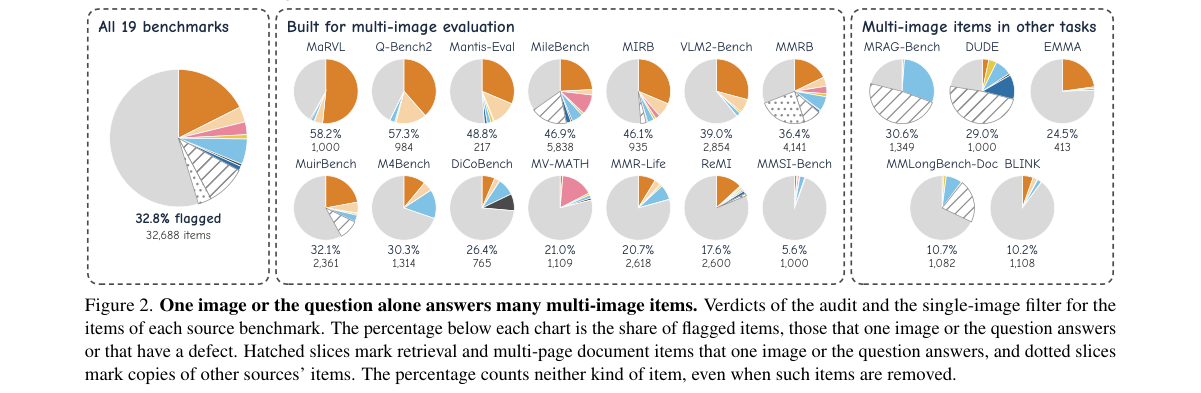 All 19 benchmarks
32.8% flagged
32,688 items
Built for multi-image evaluation
MaRVL Q-Bench2 Mantis-Eval MileBench MIRB VLM2-Bench MMRB
58.2% 57.3% 48.8% 46.9% 46.1% 39.0% 36.4%
1,000 984 217 5,838 935 2,854 4,141
MuirBench M4Bench DiCoBench MV-MATH MMR-Life ReMI MMSI-Bench
32.1% 30.3% 26.4% 21.0% 20.7% 17.6% 5.6%
2,361 1,314 765 1,109 2,618 2,600 1,000
Multi-image items in other tasks
MRAG-Bench DUDE EMMA
30.6% 29.0% 24.5%
1,349 1,000 413
MMLongBench-Doc BLINK
10.7% 10.2%
1,082 1,108
Figure 2. One image or the question alone answers many multi-image items. Verdicts of the audit and the single-image filter for the
items of each source benchmark. The percentage below each chart is the share of flagged items, those that one image or the question answers
or that have a defect. Hatched slices mark retrieval and multi-page document items that one image or the question answers, and dotted slices
mark copies of other sources' items. The percentage counts neither kind of item, even when such items are removed.